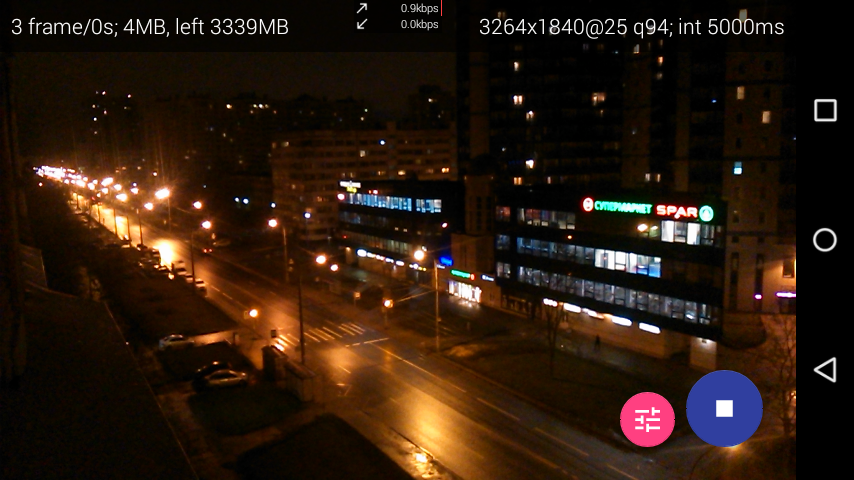 3 frame/0s; 4MB, left 3339MB
0.9kbps
0.0kbps
3264x1840@25 q94; int 5000ms
СУПЕРМАРКЕТ SPAR